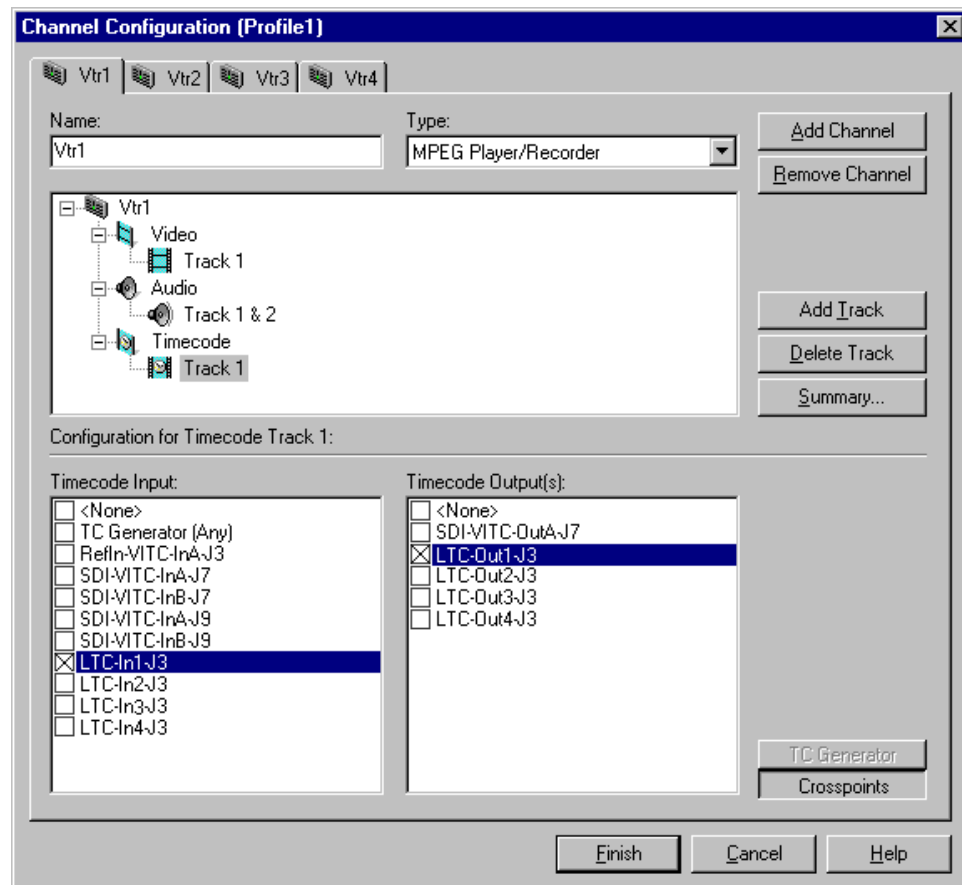 Channel Configuration (Profile1)
Vtr1 Vtr2 Vtr3 Vtr4
Name: Type:
Vtr1 MPEG Player/Recorder
Add Channel
Remove Channel
Vtr1
Video
Track 1
Audio
Track 1 & 2
Timecode
Track 1
Add Track
Delete Track
Summary...
Configuration for Timecode Track 1:
Timecode Input:
<None>
TC Generator (Any)
RefIn-VITC-InA-J3
SDI-VITC-InA-J7
SDI-VITC-InB-J7
SDI-VITC-InA-J9
SDI-VITC-InB-J9
LTC-In1-J3
LTC-In2-J3
LTC-In3-J3
LTC-In4-J3
Timecode Output(s):
<None>
SDI-VITC-OutA-J7
LTC-Out1-J3
LTC-Out2-J3
LTC-Out3-J3
LTC-Out4-J3
TC Generator
Crosspoints
Finish Cancel Help